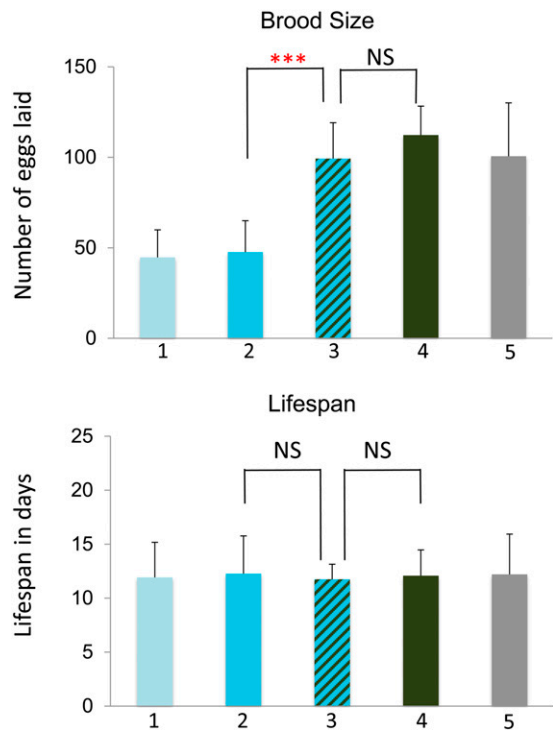 Brood Size
Number of eggs laid
150
100
50
0
***
NS
1 2 3 4 5
Lifespan
Lifespan in days
25
20
15
10
5
0
NS NS
1 2 3 4 5